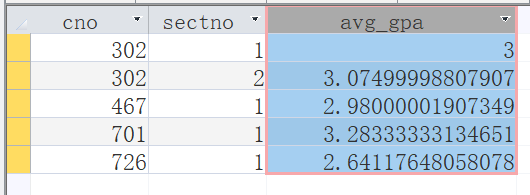 cno sectno avg_gpa
302 1 3
302 2 3.07499998807907
467 1 2.98000001907349
701 1 3.28333333134651
726 1 2.64117648058078